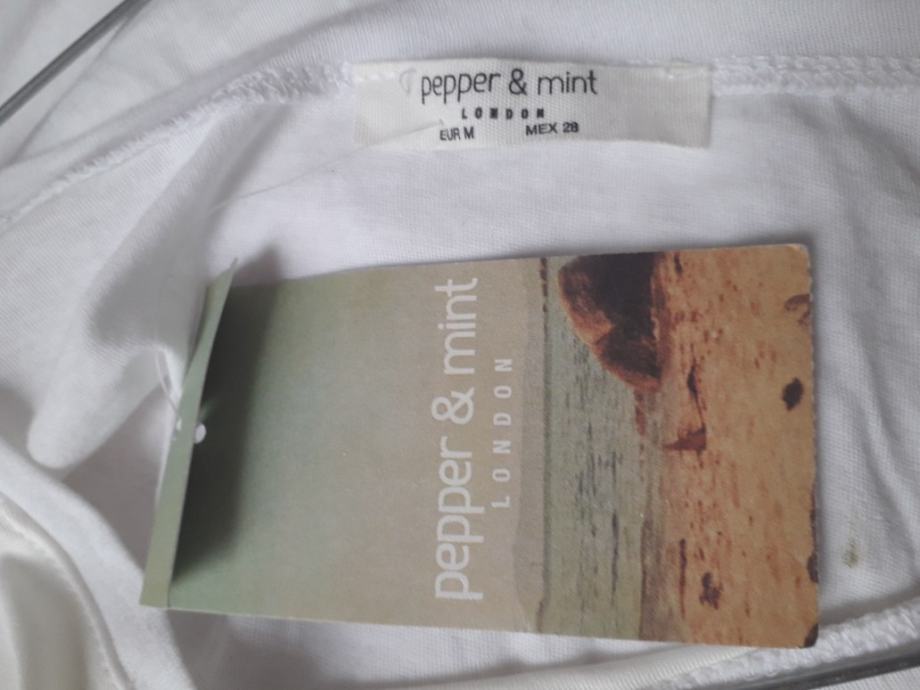 pepper & mint
LONDON
EUR M MEX 28
pepper & mint
LONDON